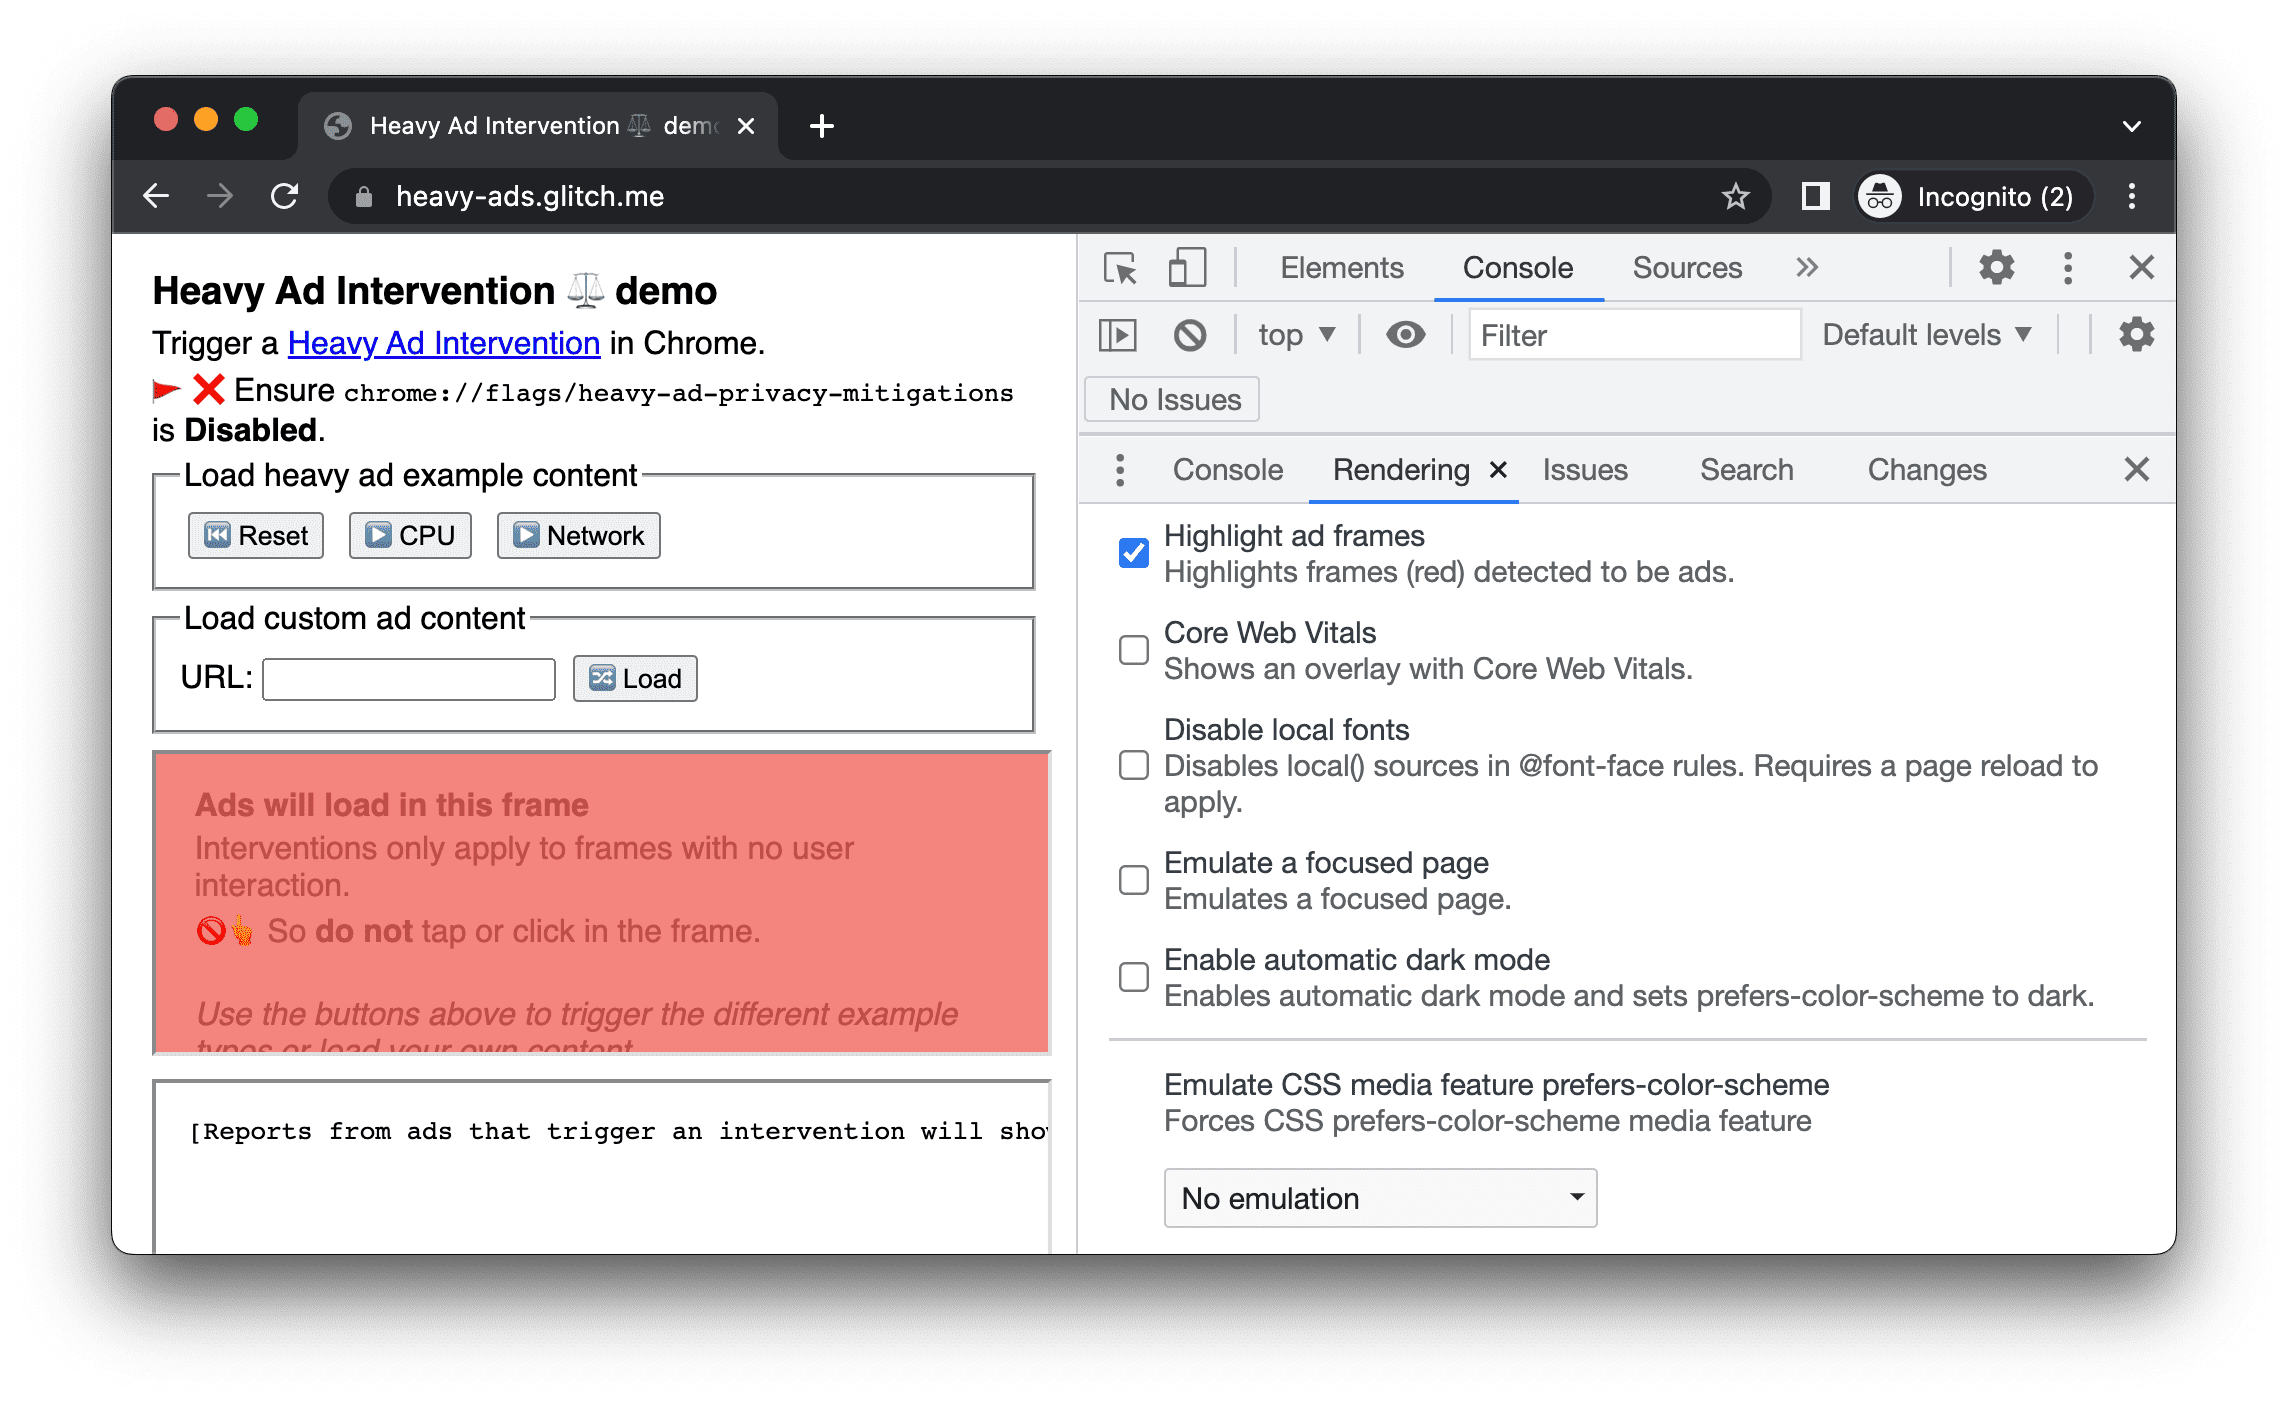 Heavy Ad Intervention ⚖ demo
heavy-ads.glitch.me
Incognito (2)
Heavy Ad Intervention ⚖ demo
Trigger a Heavy Ad Intervention in Chrome.
🚩 ❌ Ensure chrome://flags/heavy-ad-privacy-mitigations
is Disabled.
Load heavy ad example content
⏮ Reset ▶ CPU ▶ Network
Load custom ad content
URL: 🔀 Load
Ads will load in this frame
Interventions only apply to frames with no user
interaction.
🚫👆 So do not tap or click in the frame.
Use the buttons above to trigger the different example
types or load your own content
[Reports from ads that trigger an intervention will show
Elements Console Sources »
top ▼ Filter Default levels ▼
No Issues
Console Rendering × Issues Search Changes
Highlight ad frames
Highlights frames (red) detected to be ads.
Core Web Vitals
Shows an overlay with Core Web Vitals.
Disable local fonts
Disables local() sources in @font-face rules. Requires a page reload to
apply.
Emulate a focused page
Emulates a focused page.
Enable automatic dark mode
Enables automatic dark mode and sets prefers-color-scheme to dark.
Emulate CSS media feature prefers-color-scheme
Forces CSS prefers-color-scheme media feature
No emulation